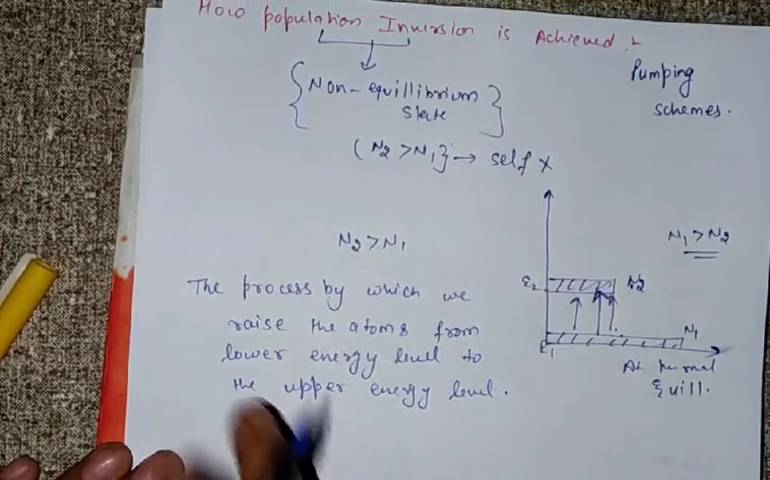 How population Inversion is Achieved. ?
Pumping
schemes.
{ Non-equillibrium
State }
(N2 > N1} → self x
N2 > N1
N1 > N2
The process by which we
raise the atoms from
lower energy level to
the upper energy level.
E2
N2
E1
N1
At thermal
Equill.